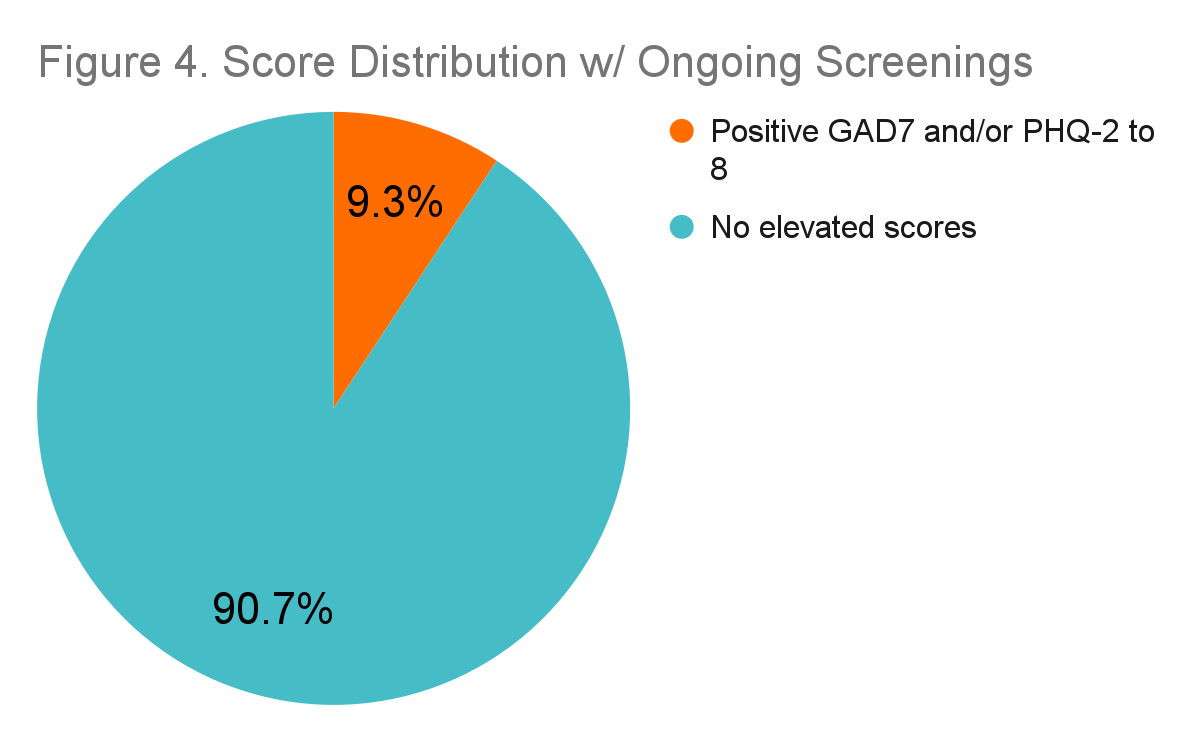 Figure 4. Score Distribution w/ Ongoing Screenings
Positive GAD7 and/or PHQ-2 to
8
No elevated scores
9.3%
90.7%